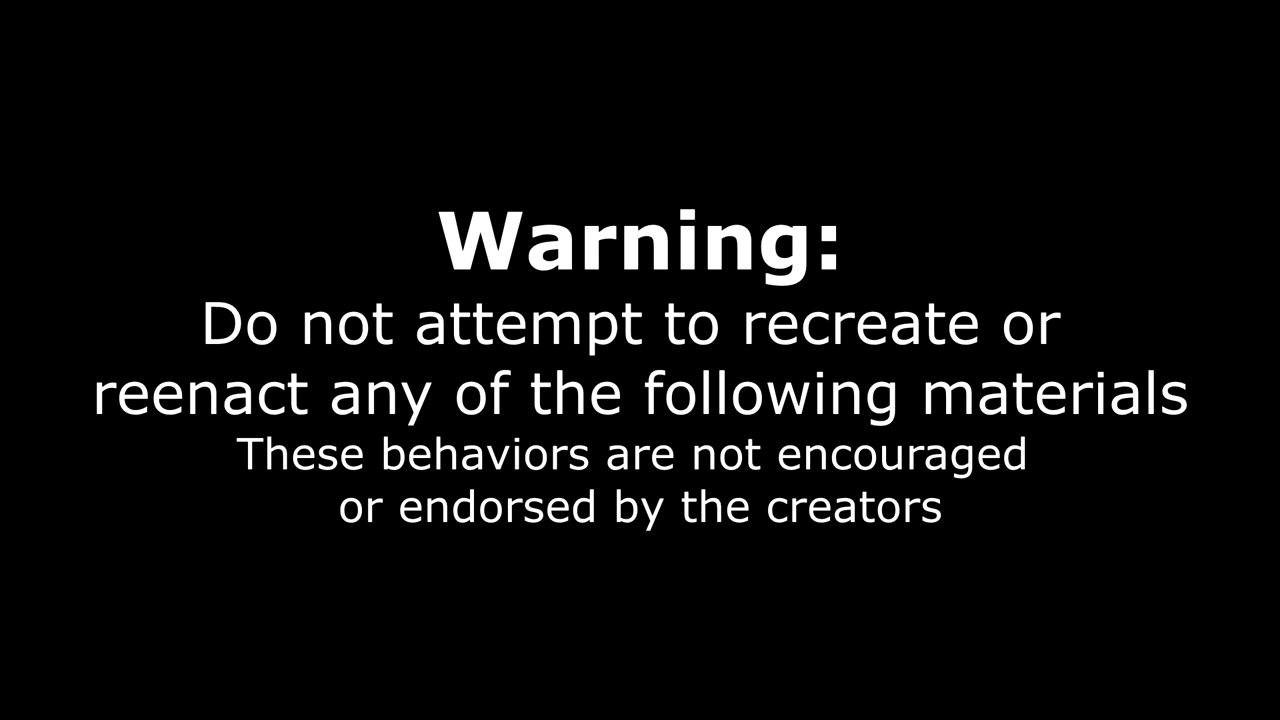 Warning:
Do not attempt to recreate or
reenact any of the following materials
These behaviors are not encouraged
or endorsed by the creators